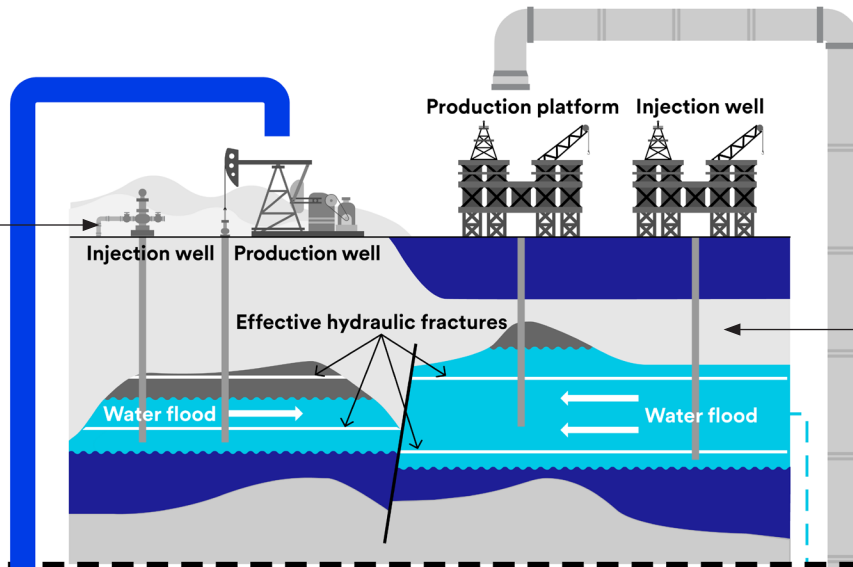 Production platform
Injection well
Injection well
Production well
Effective hydraulic fractures
Water flood
Water flood